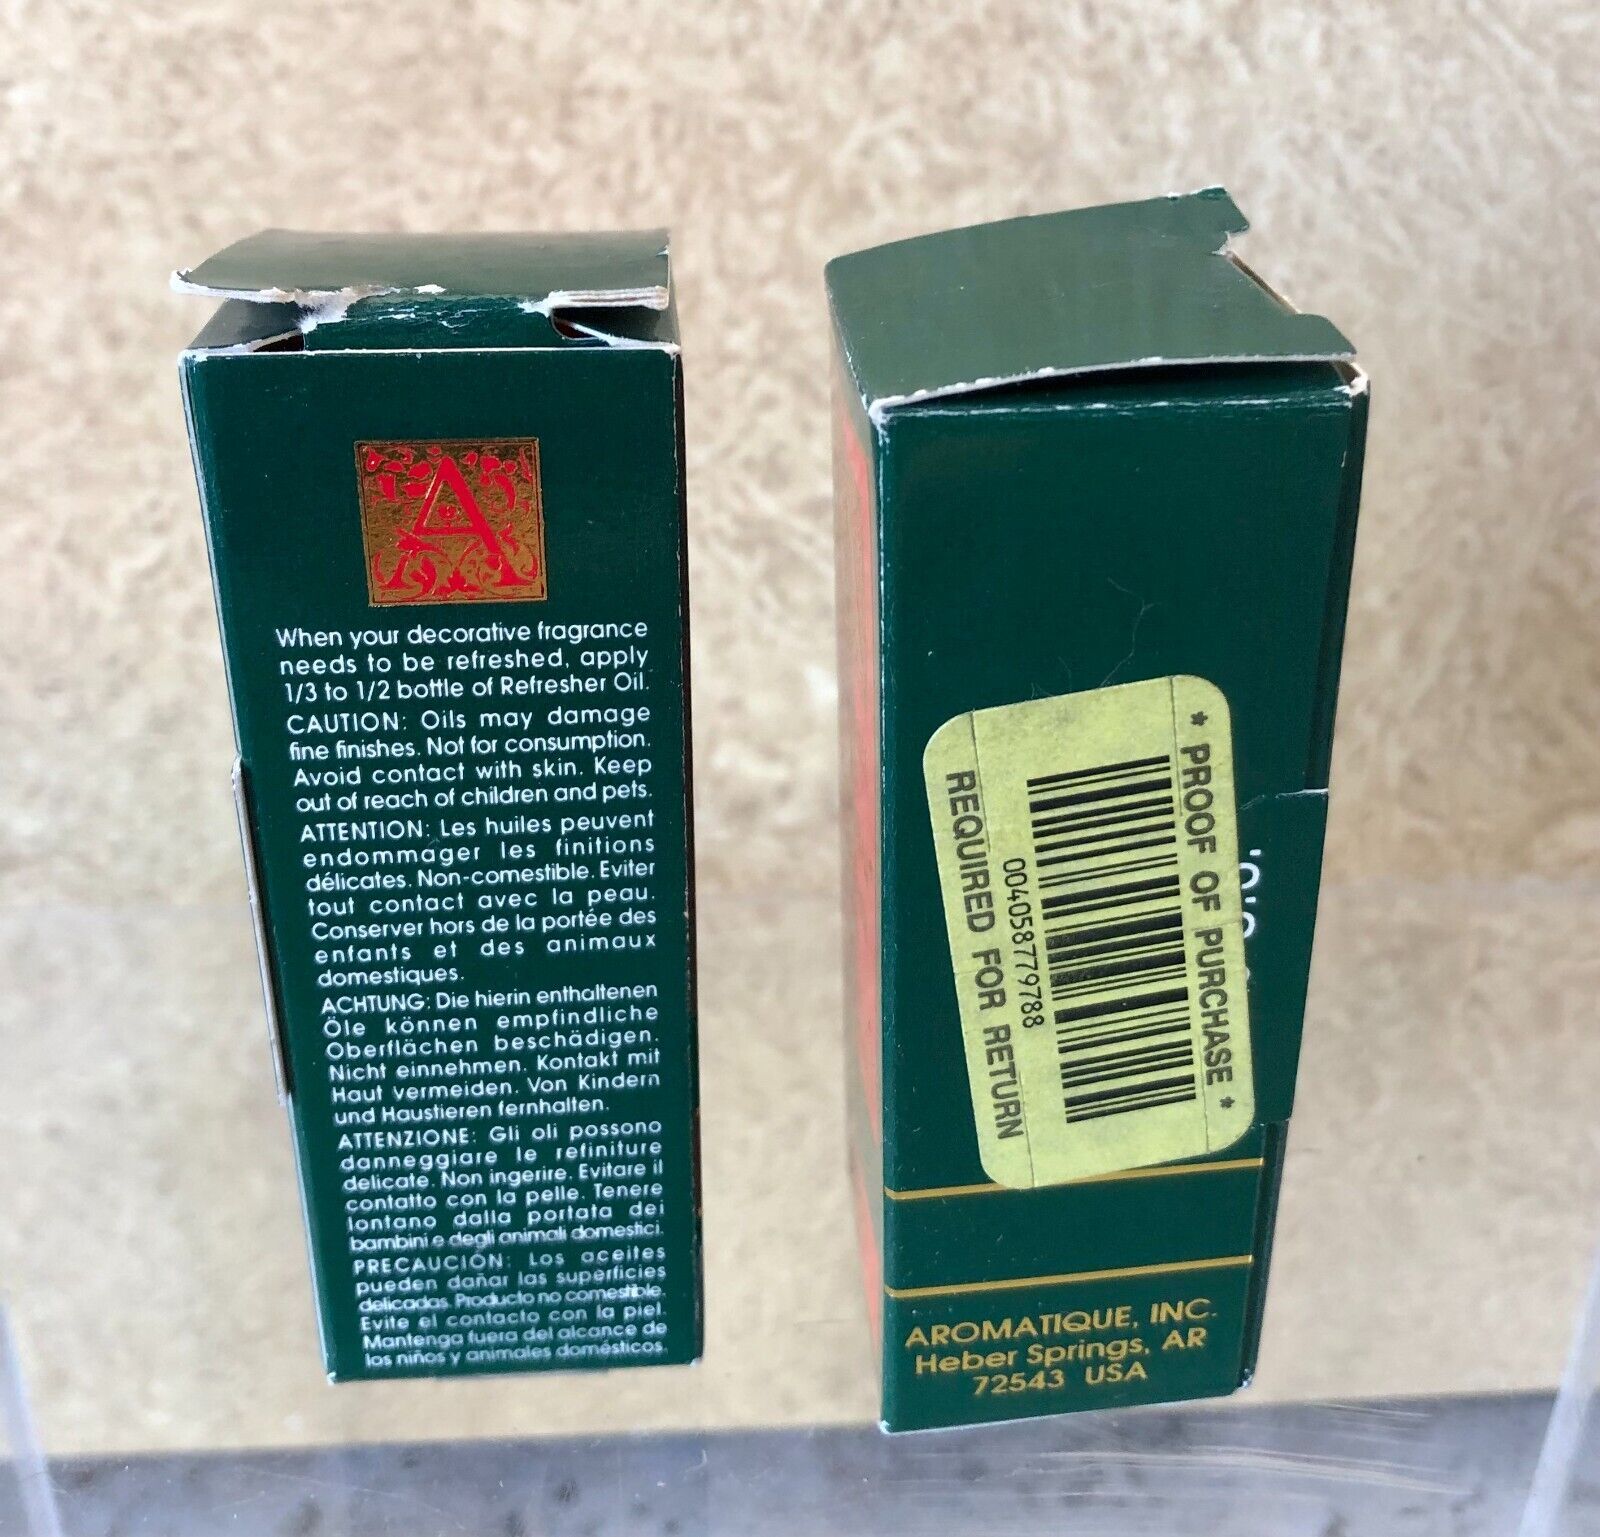 A
When your decorative fragrance
needs to be refreshed, apply
1/3 to 1/2 bottle of Refresher Oil.
CAUTION: Oils may damage
fine finishes. Not for consumption.
Avoid contact with skin. Keep
out of reach of children and pets.
ATTENTION: Les huiles peuvent
endommager les finitions
délicates. Non-comestible. Eviter
tout contact avec la peau.
Conserver hors de la portée des
enfants et des animaux
domestiques.
ACHTUNG: Die hierin enthaltenen
Öle können empfindliche
Oberflächen beschädigen.
Nicht einnehmen. Kontakt mit
Haut vermeiden. Von Kindern
und Haustieren fernhalten.
ATTENZIONE: Gli oli possono
danneggiare le refiniture
delicate. Non ingerire. Evitare il
contatto con la pelle. Tenere
lontano dalla portata dei
bambini e degli animali domestici.
PRECAUCIÓN: Los aceites
pueden dañar las superficies
delicadas. Producto no comestible.
Evite el contacto con la piel.
Mantenga fuera del alcance de
los niños y animales domésticos.
* PROOF OF PURCHASE *
004058779788
REQUIRED FOR RETURN
AROMATIQUE, INC.
Heber Springs, AR
72543 USA